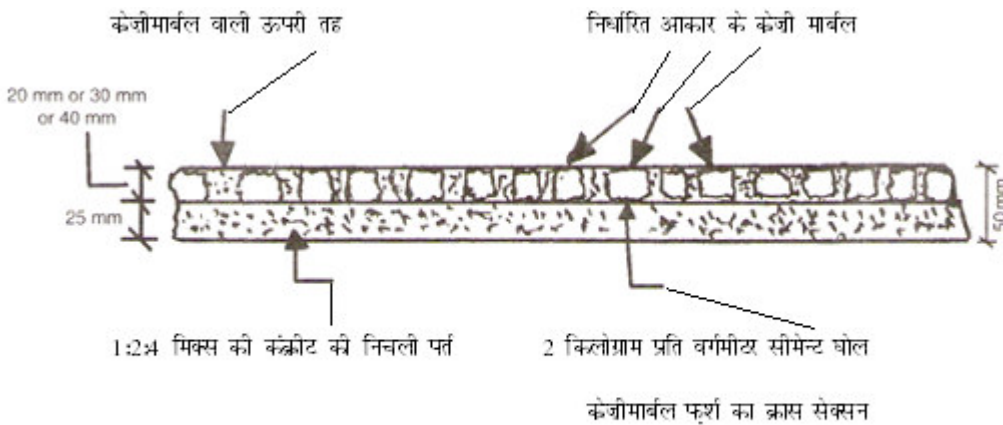 केजीमार्बल वाली ऊपरी तह
निर्धारित आकार के केजी मार्बल
20 mm or 30 mm
or 40 mm
25 mm
50 mm
1:2:4 मिक्स की कंक्रीट की निचली पर्त
2 किलोग्राम प्रति वर्गमीटर सीमेन्ट घोल
केजीमार्बल फर्श का क्रास सेक्सन